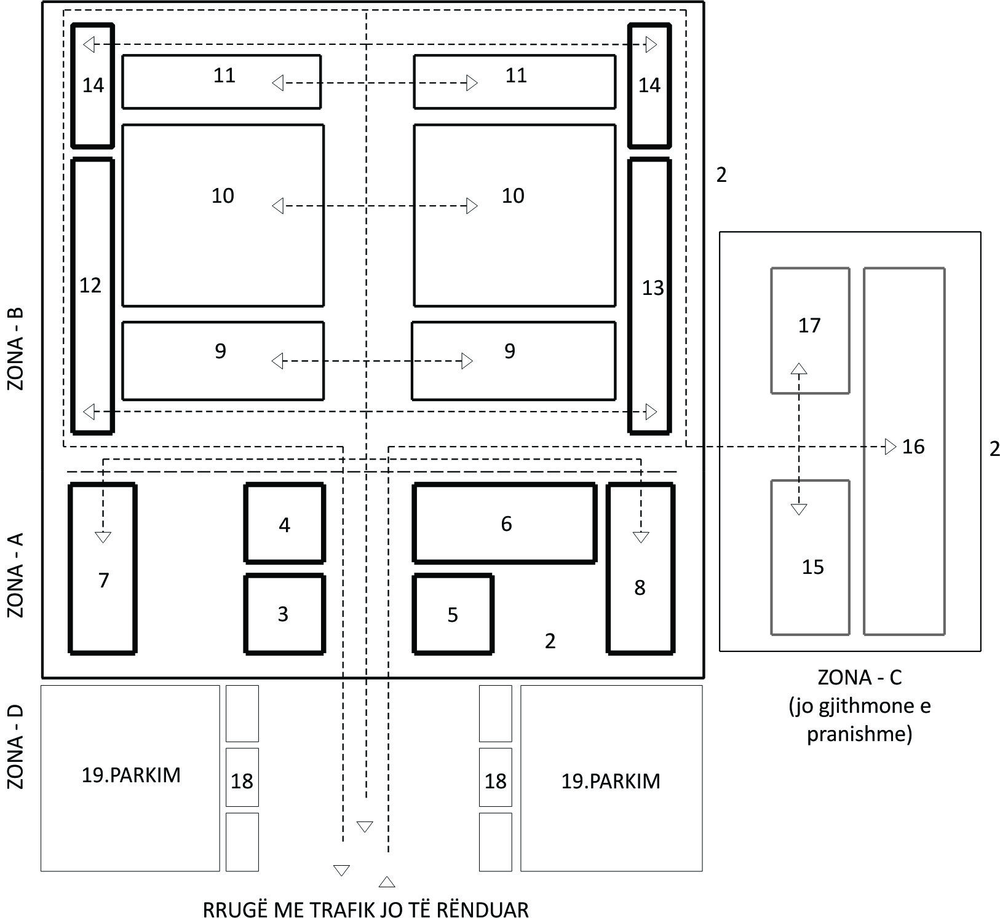 14
11
11
14
10
10
2
12
13
ZONA - B
17
9
9
16
2
4
6
7
8
ZONA - A
3
5
15
2
ZONA - C
(jo gjithmone e
pranishme)
ZONA - D
19.PARKIM
18
18
19.PARKIM
RRUGË ME TRAFIK JO TË RËNDUAR